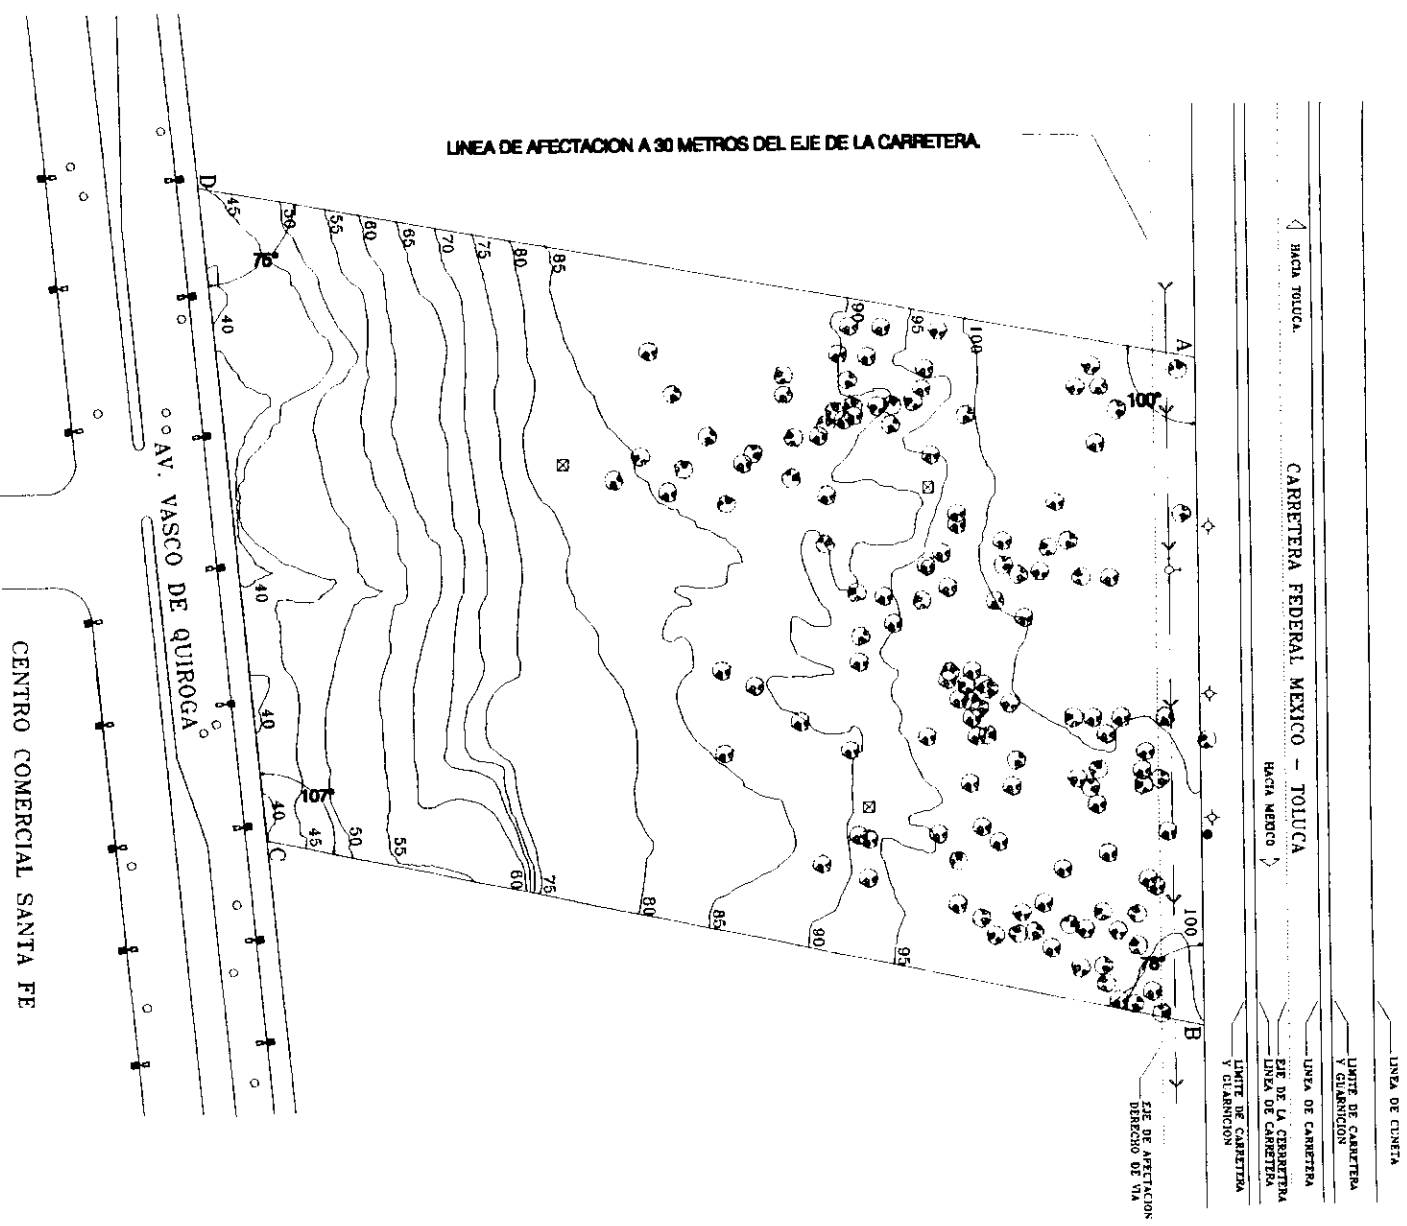 LINEA DE AFECTACION A 30 METROS DEL EJE DE LA CARRETERA.
HACIA TOLUCA.
CARRETERA FEDERAL MEXICO - TOLUCA
HACIA MEXICO
LINEA DE CUNETA
LIMITE DE CARRETERA
Y GUARNICION
LINEA DE CARRETERA
EJE DE LA CERRRETERA
LINEA DE CARRETERA
LIMITE DE CARRETERA
Y GUARNICION
EJE DE AFECTACION
DERECHO DE VIA
A
100°
B
100
D
75°
C
107°
45
50
55
60
65
70
75
80
85
90
95
100
40
40
40
40
45
50
55
60
75
80
85
90
95
AV. VASCO DE QUIROGA
CENTRO COMERCIAL SANTA FE